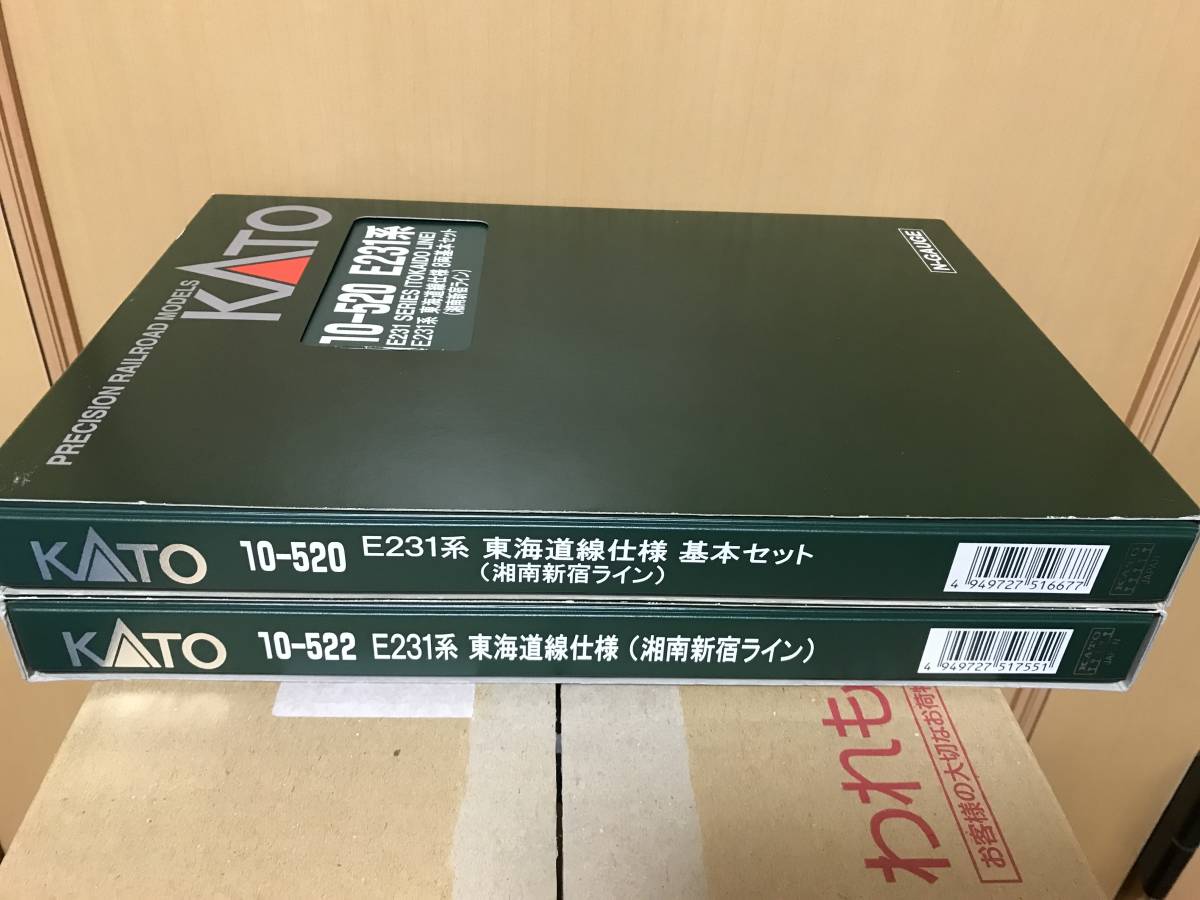 PRECISION RAILROAD MODELS
KATO
10-520 E231系
E231 SERIES [TOKAIDO LINE]
E231系 東海道線仕様 8両基本セット
(湘南新宿ライン)
N-GAUGE
KATO 10-520 E231系 東海道線仕様 基本セット
(湘南新宿ライン)
4 949727 516677
KATO
JAPAN
KATO 10-522 E231系 東海道線仕様 (湘南新宿ライン)
4 949727 517551
KATO
われも
お客様の大切なお荷物